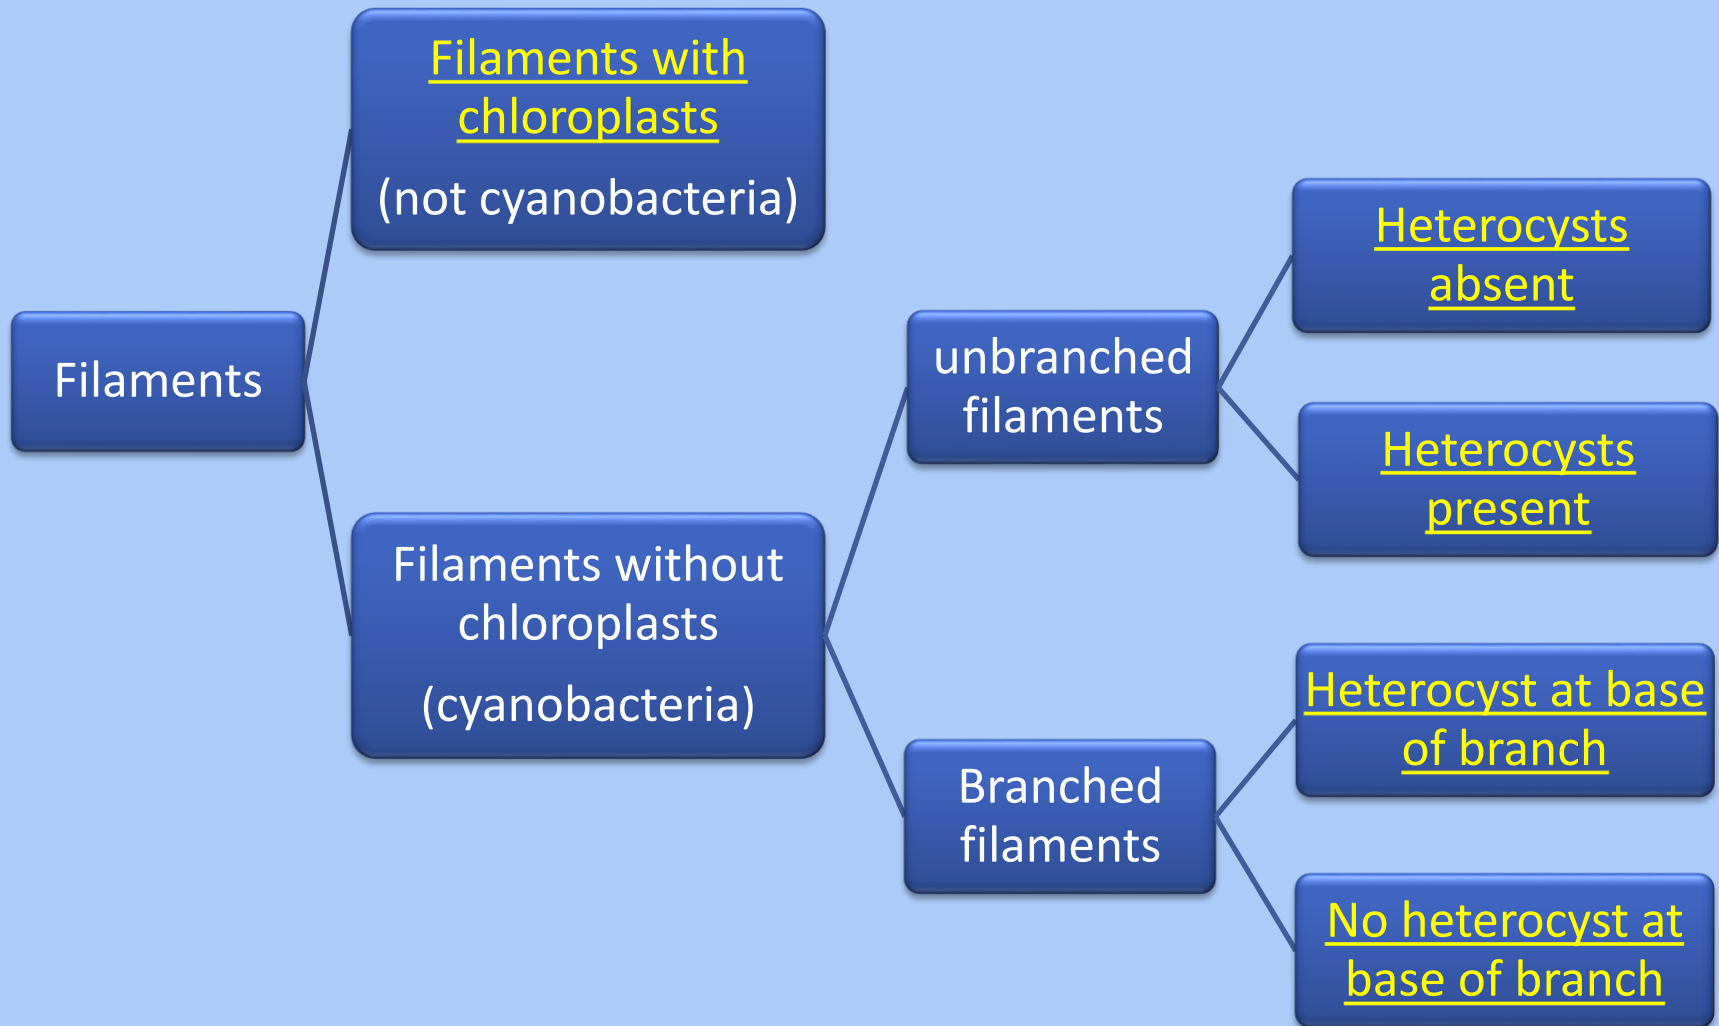 Filaments
Filaments with
chloroplasts
(not cyanobacteria)
Filaments without
chloroplasts
(cyanobacteria)
unbranched
filaments
Heterocysts
absent
Heterocysts
present
Branched
filaments
Heterocyst at base
of branch
No heterocyst at
base of branch